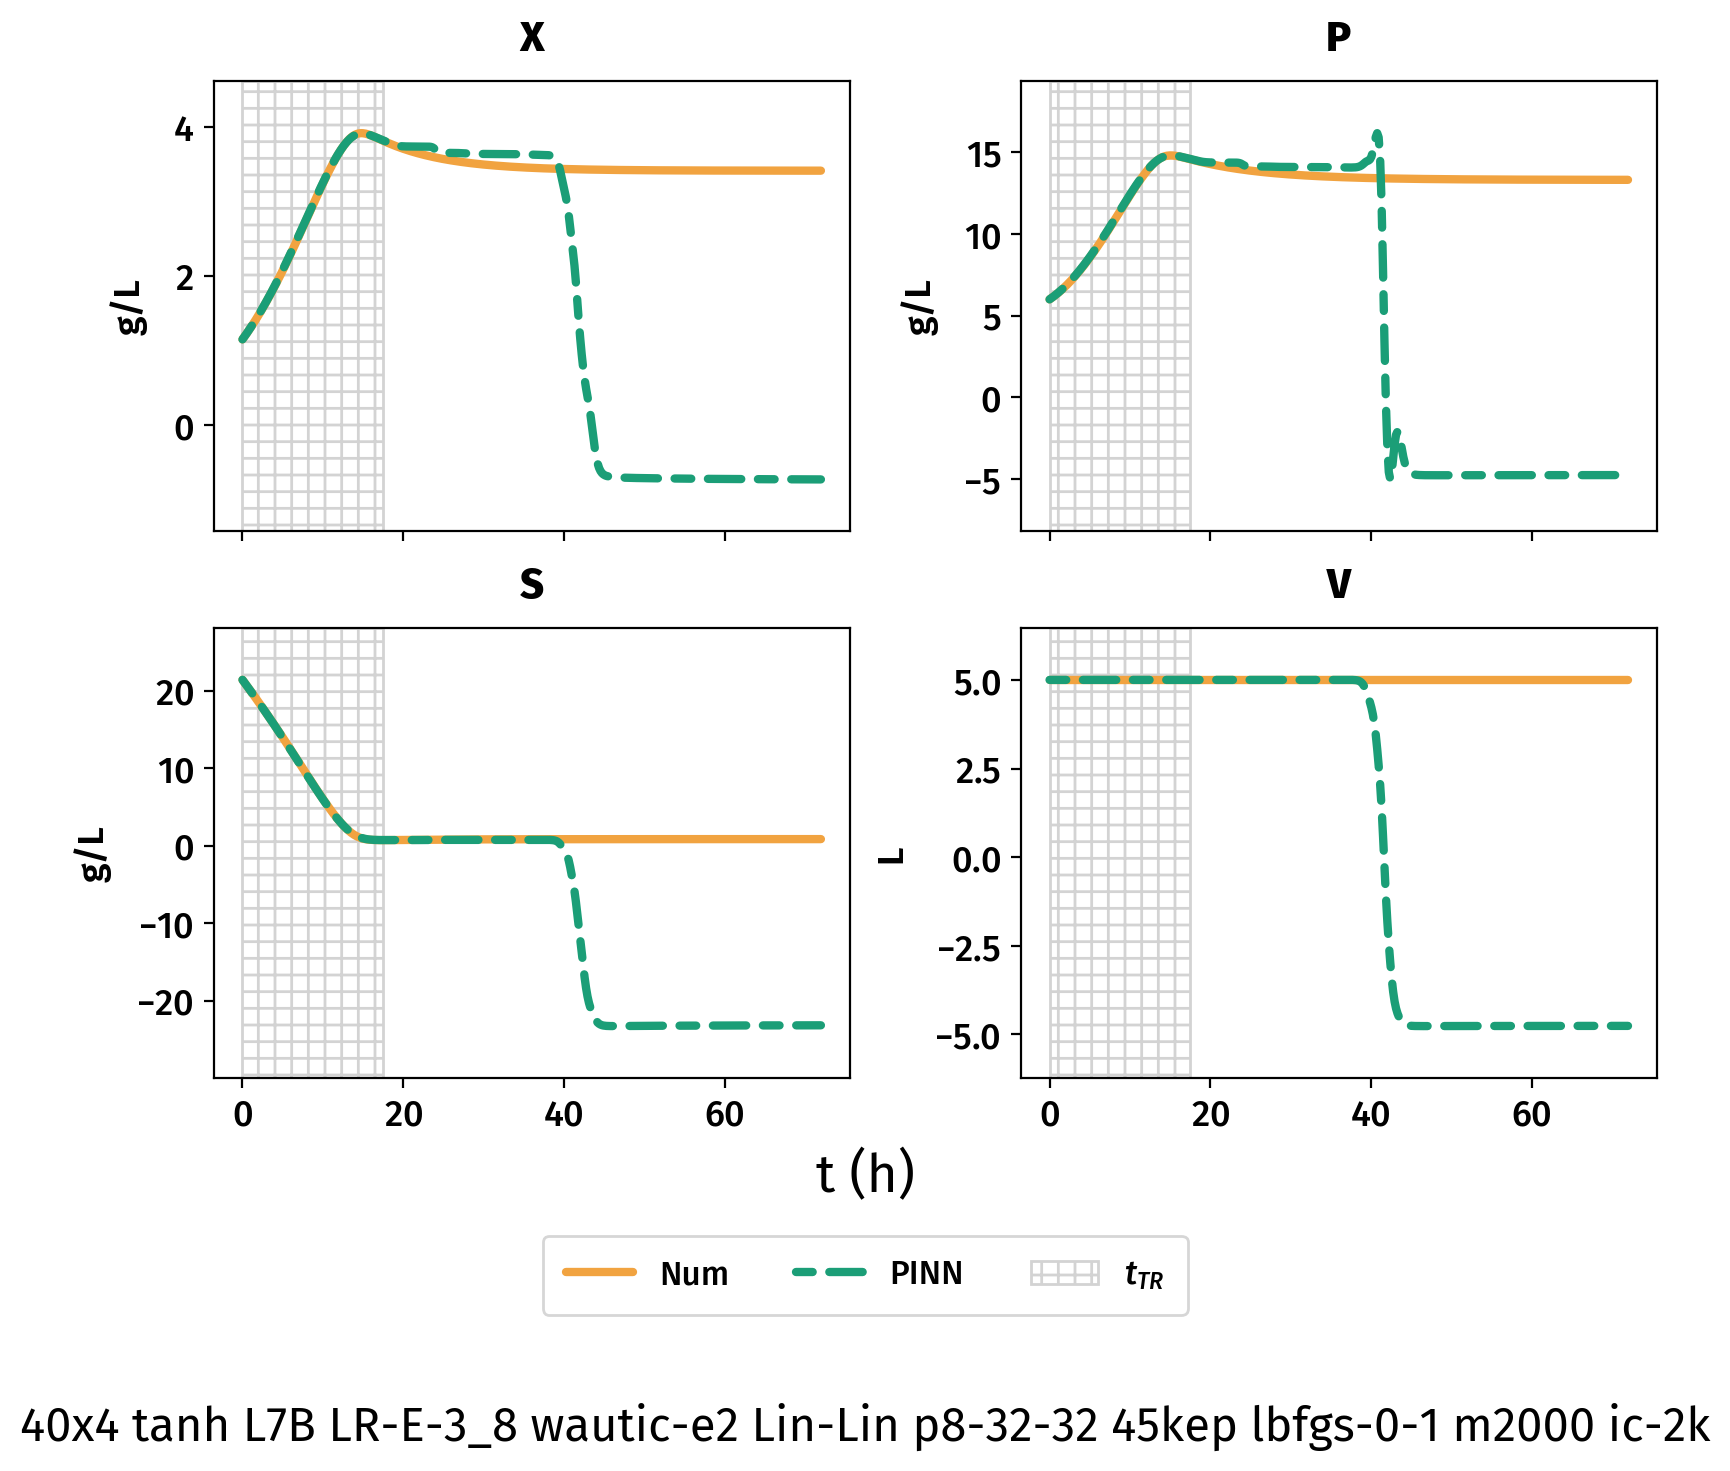 X
P
4
2
0
g/L
15
10
5
0
−5
g/L
S
V
20
10
0
−10
−20
g/L
5.0
2.5
0.0
−2.5
−5.0
L
0 20 40 60
0 20 40 60
t (h)
Num PINN tTR
40x4 tanh L7B LR-E-3_8 wautic-e2 Lin-Lin p8-32-32 45kep lbfgs-0-1 m2000 ic-2k